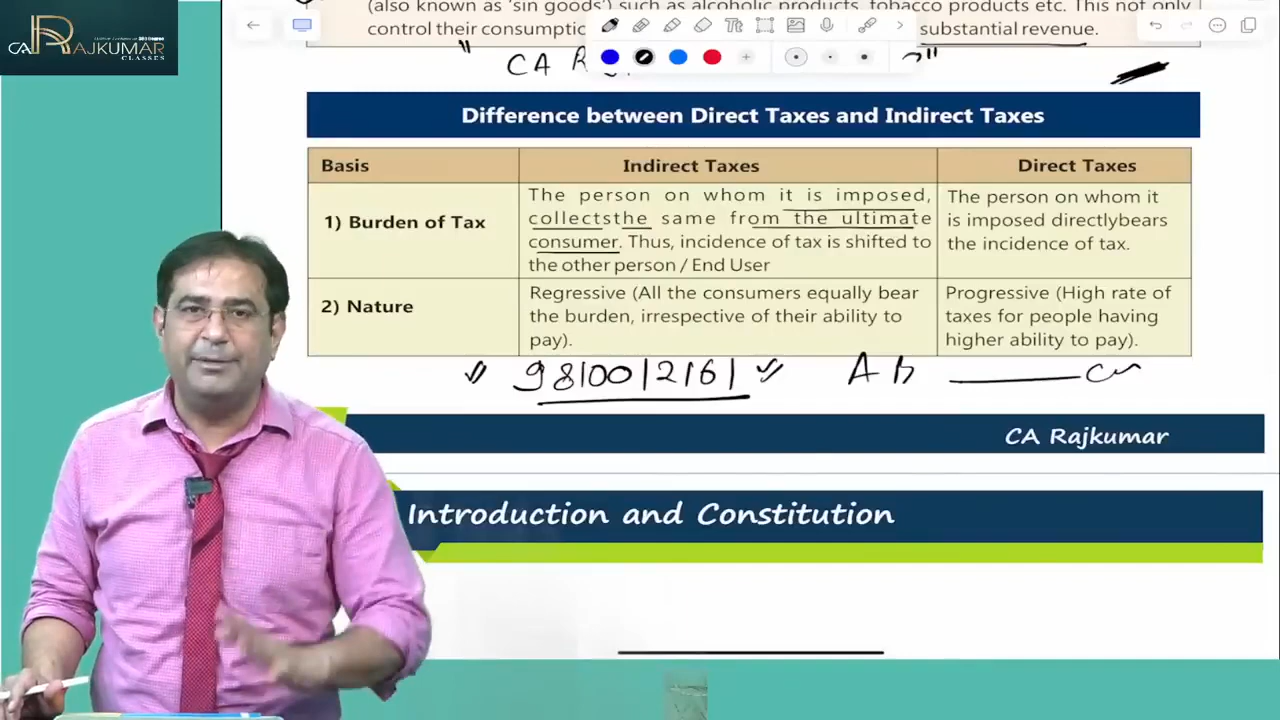 (also known as 'sin goods') such as alcoholic products, tobacco products etc. This not only
control their consumptio
substantial revenue.
CA RAJKUMAR
CLASSES
" CA R "
Difference between Direct Taxes and Indirect Taxes
Basis Indirect Taxes Direct Taxes
1) Burden of Tax
The person on whom it is imposed,
collectsthe same from the ultimate
consumer. Thus, incidence of tax is shifted to
the other person / End User
The person on whom it
is imposed directlybears
the incidence of tax.
2) Nature
Regressive (All the consumers equally bear
the burden, irrespective of their ability to
pay).
Progressive (High rate of
taxes for people having
higher ability to pay).
9810012161 A B
CA Rajkumar
Introduction and Constitution